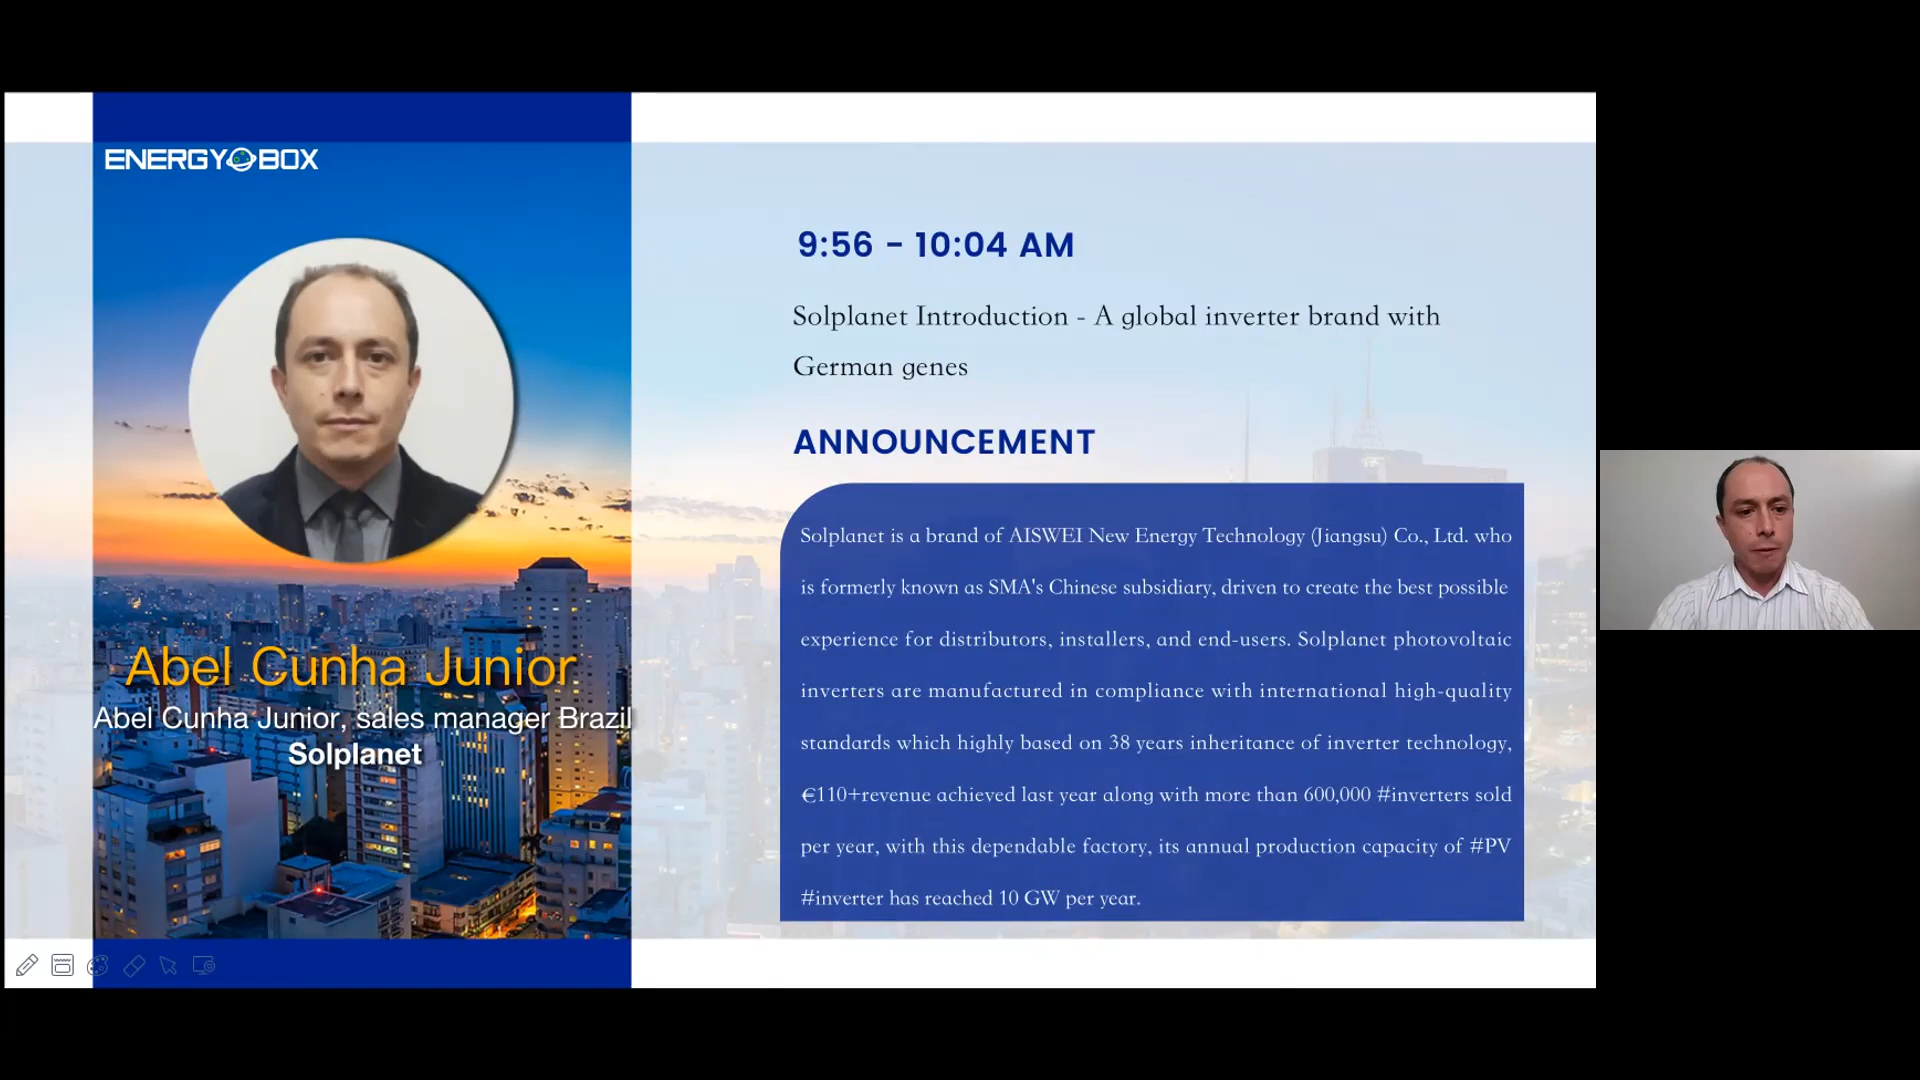 ENERGY BOX
Abel Cunha Junior
Abel Cunha Junior, sales manager Brazil
Solplanet
9:56 - 10:04 AM
Solplanet Introduction - A global inverter brand with
German genes
ANNOUNCEMENT
Solplanet is a brand of AISWEI New Energy Technology (Jiangsu) Co., Ltd. who
is formerly known as SMA's Chinese subsidiary, driven to create the best possible
experience for distributors, installers, and end-users. Solplanet photovoltaic
inverters are manufactured in compliance with international high-quality
standards which highly based on 38 years inheritance of inverter technology,
€110+revenue achieved last year along with more than 600,000 #inverters sold
per year, with this dependable factory, its annual production capacity of #PV
#inverter has reached 10 GW per year.